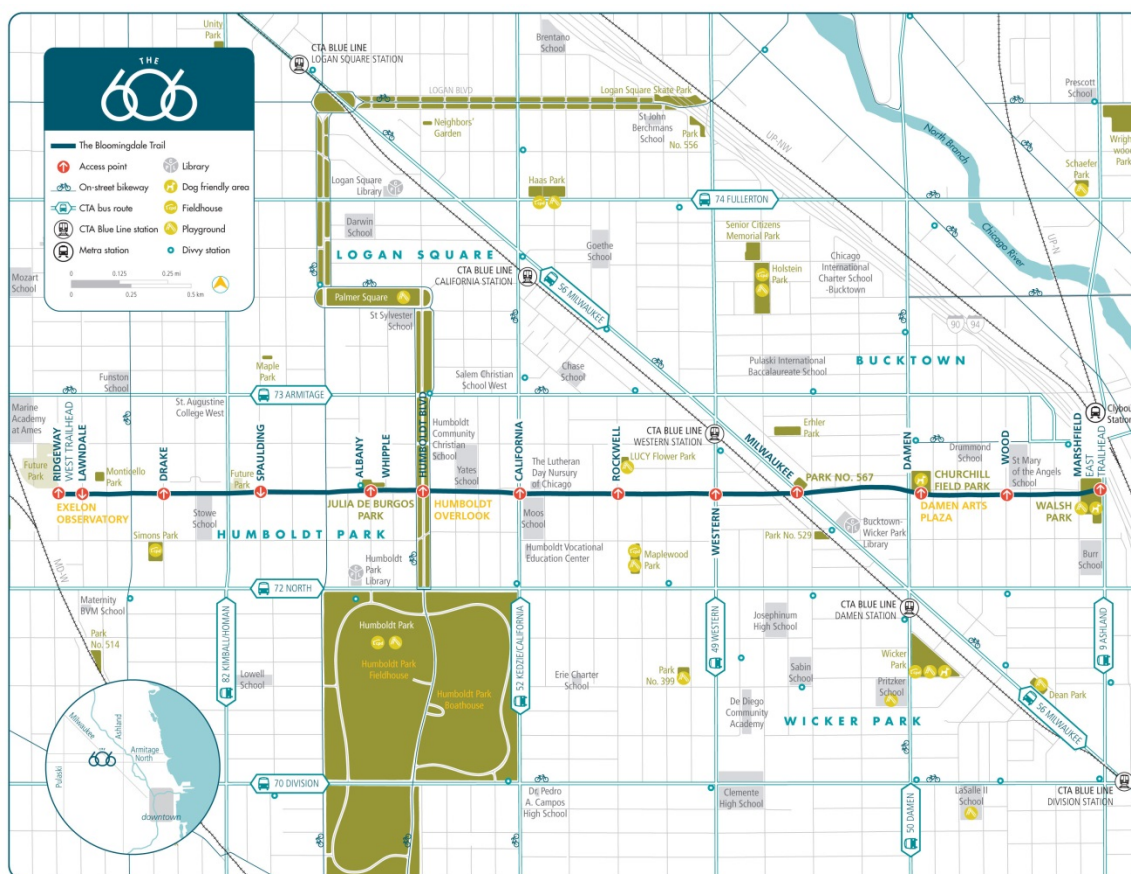 THE
606
The Bloomingdale Trail
Access point
On-street bikeway
CTA bus route
CTA Blue Line station
Metra station
Library
Dog friendly area
Fieldhouse
Playground
Divvy station
0 0.125 0.25 mi
0 0.25 0.5 km
Unity
Park
CTA BLUE LINE
LOGAN SQUARE STATION
Brentano
School
LOGAN BLVD
Logan Square Skate Park
Neighbors'
Garden
St John
Berchmans
School
Park
No. 556
UP-NW
North Branch
Chicago River
UP-N
Prescott
School
Wright-
wood
Park
Schaefer
Park
Logan Square
Library
Haas Park
74 FULLERTON
Darwin
School
Goethe
School
Senior Citizens
Memorial Park
LOGAN SQUARE
CTA BLUE LINE
CALIFORNIA STATION
56 MILWAUKEE
Holstein
Park
Chicago
International
Charter School
-Bucktown
Mozart
School
Palmer Square
St Sylvester
School
90 94
Maple
Park
Funston
School
Salem Christian
School West
Chase
School
Pulaski International
Baccalaureate School
BUCKTOWN
73 ARMITAGE
St. Augustine
College West
Marine
Academy
at Ames
CTA BLUE LINE
WESTERN STATION
Erhler
Park
Clybourn
Station
RIDGEWAY
WEST TRAILHEAD
LAWNDALE
DRAKE
SPAULDING
ALBANY
WHIPPLE
HUMBOLDT BLVD
CALIFORNIA
ROCKWELL
WESTERN
MILWAUKEE
DAMEN
WOOD
MARSHFIELD
EAST
TRAILHEAD
Future
Park
Monticello
Park
Future
Park
Humboldt
Community
Christian
School
Yates
School
The Lutheran
Day Nursery
of Chicago
LUCY Flower Park
PARK NO. 567
Drummond
School
CHURCHILL
FIELD PARK
St Mary
of the
Angels
School
EXELON
OBSERVATORY
Stowe
School
JULIA DE BURGOS
PARK
HUMBOLDT
OVERLOOK
Moos
School
DAMEN ARTS
PLAZA
WALSH
PARK
HUMBOLDT PARK
Simons Park
Humboldt
Park
Library
Humboldt Vocational
Education Center
Maplewood
Park
Park No. 529
Bucktown-
Wicker Park
Library
Burr
School
MD-W
72 NORTH
Maternity
BVM School
Park
No. 514
82 KIMBALL/HOMAN
Lowell
School
Humboldt Park
Humboldt Park
Fieldhouse
Humboldt Park
Boathouse
52 KEDZIE/CALIFORNIA
Erie Charter
School
Park
No. 399
49 WESTERN
Josephinum
High School
Sabin
School
De Diego
Community
Academy
CTA BLUE LINE
DAMEN STATION
Wicker
Park
Pritzker
School
9 ASHLAND
Dean Park
WICKER PARK
56 MILWAUKEE
70 DIVISION
Dr. Pedro
A. Campos
High School
Clemente
High School
50 DAMEN
LaSalle II
School
CTA BLUE LINE
DIVISION STATION
Milwaukee
Ashland
THE
606
Armitage
North
Pulaski
downtown